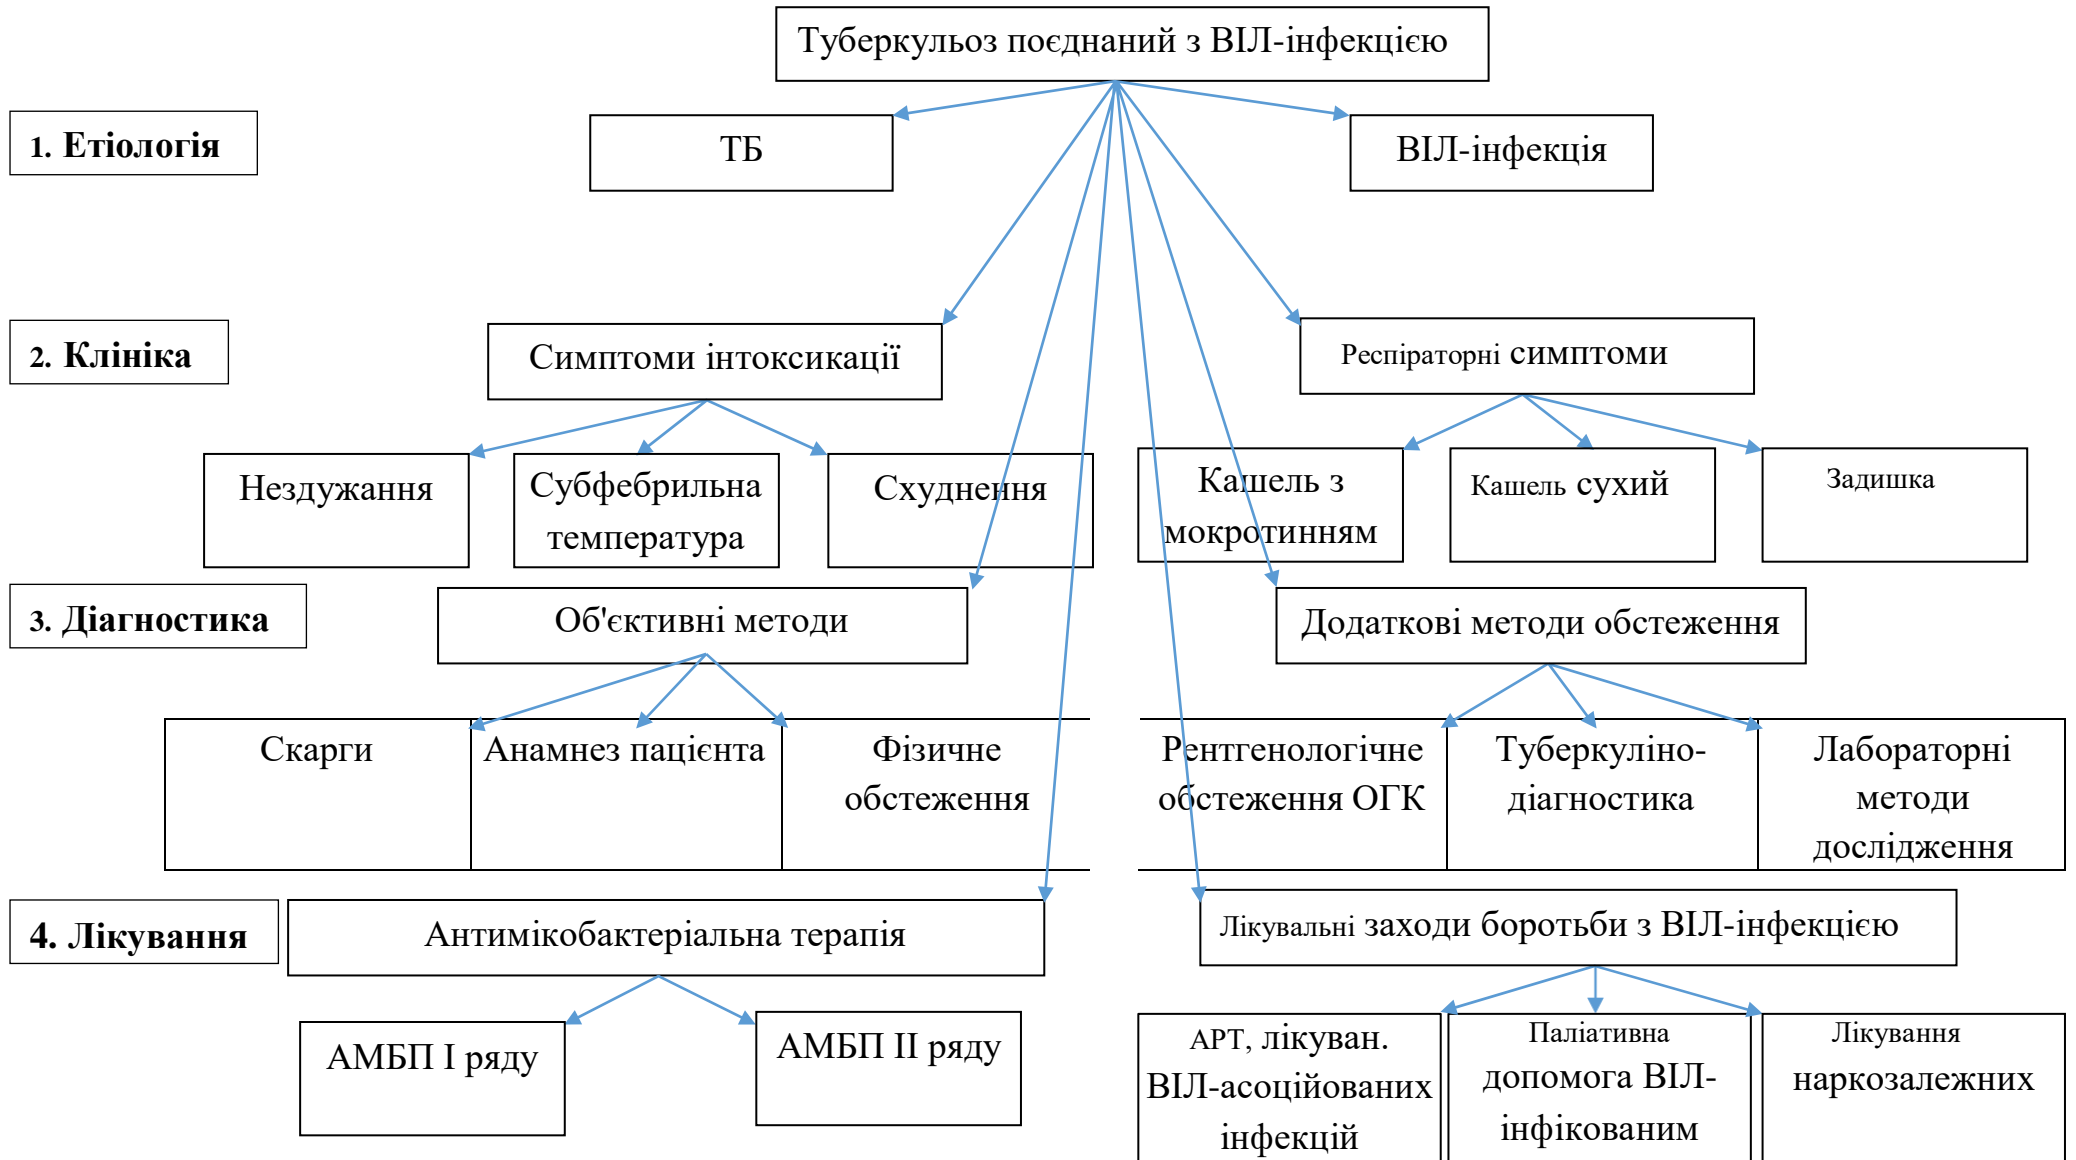 Туберкульоз поєднаний з ВІЛ-інфекцією
1. Етіологія
ТБ
ВІЛ-інфекція
2. Клініка
Симптоми інтоксикації
Респіраторні симптоми
Нездужання
Субфебрильна
температура
Схуднення
Кашель з
мокротинням
Кашель сухий
Задишка
3. Діагностика
Об'єктивні методи
Додаткові методи обстеження
Скарги
Анамнез пацієнта
Фізичне
обстеження
Рентгенологічне
обстеження ОГК
Туберкуліно-
діагностика
Лабораторні
методи
дослідження
4. Лікування
Антимікобактеріальна терапія
Лікувальні заходи боротьби з ВІЛ-інфекцією
АМБП І ряду
АМБП ІІ ряду
АРТ, лікуван.
ВІЛ-асоційованих
інфекцій
Паліативна
допомога ВІЛ-
інфікованим
Лікування
наркозалежних